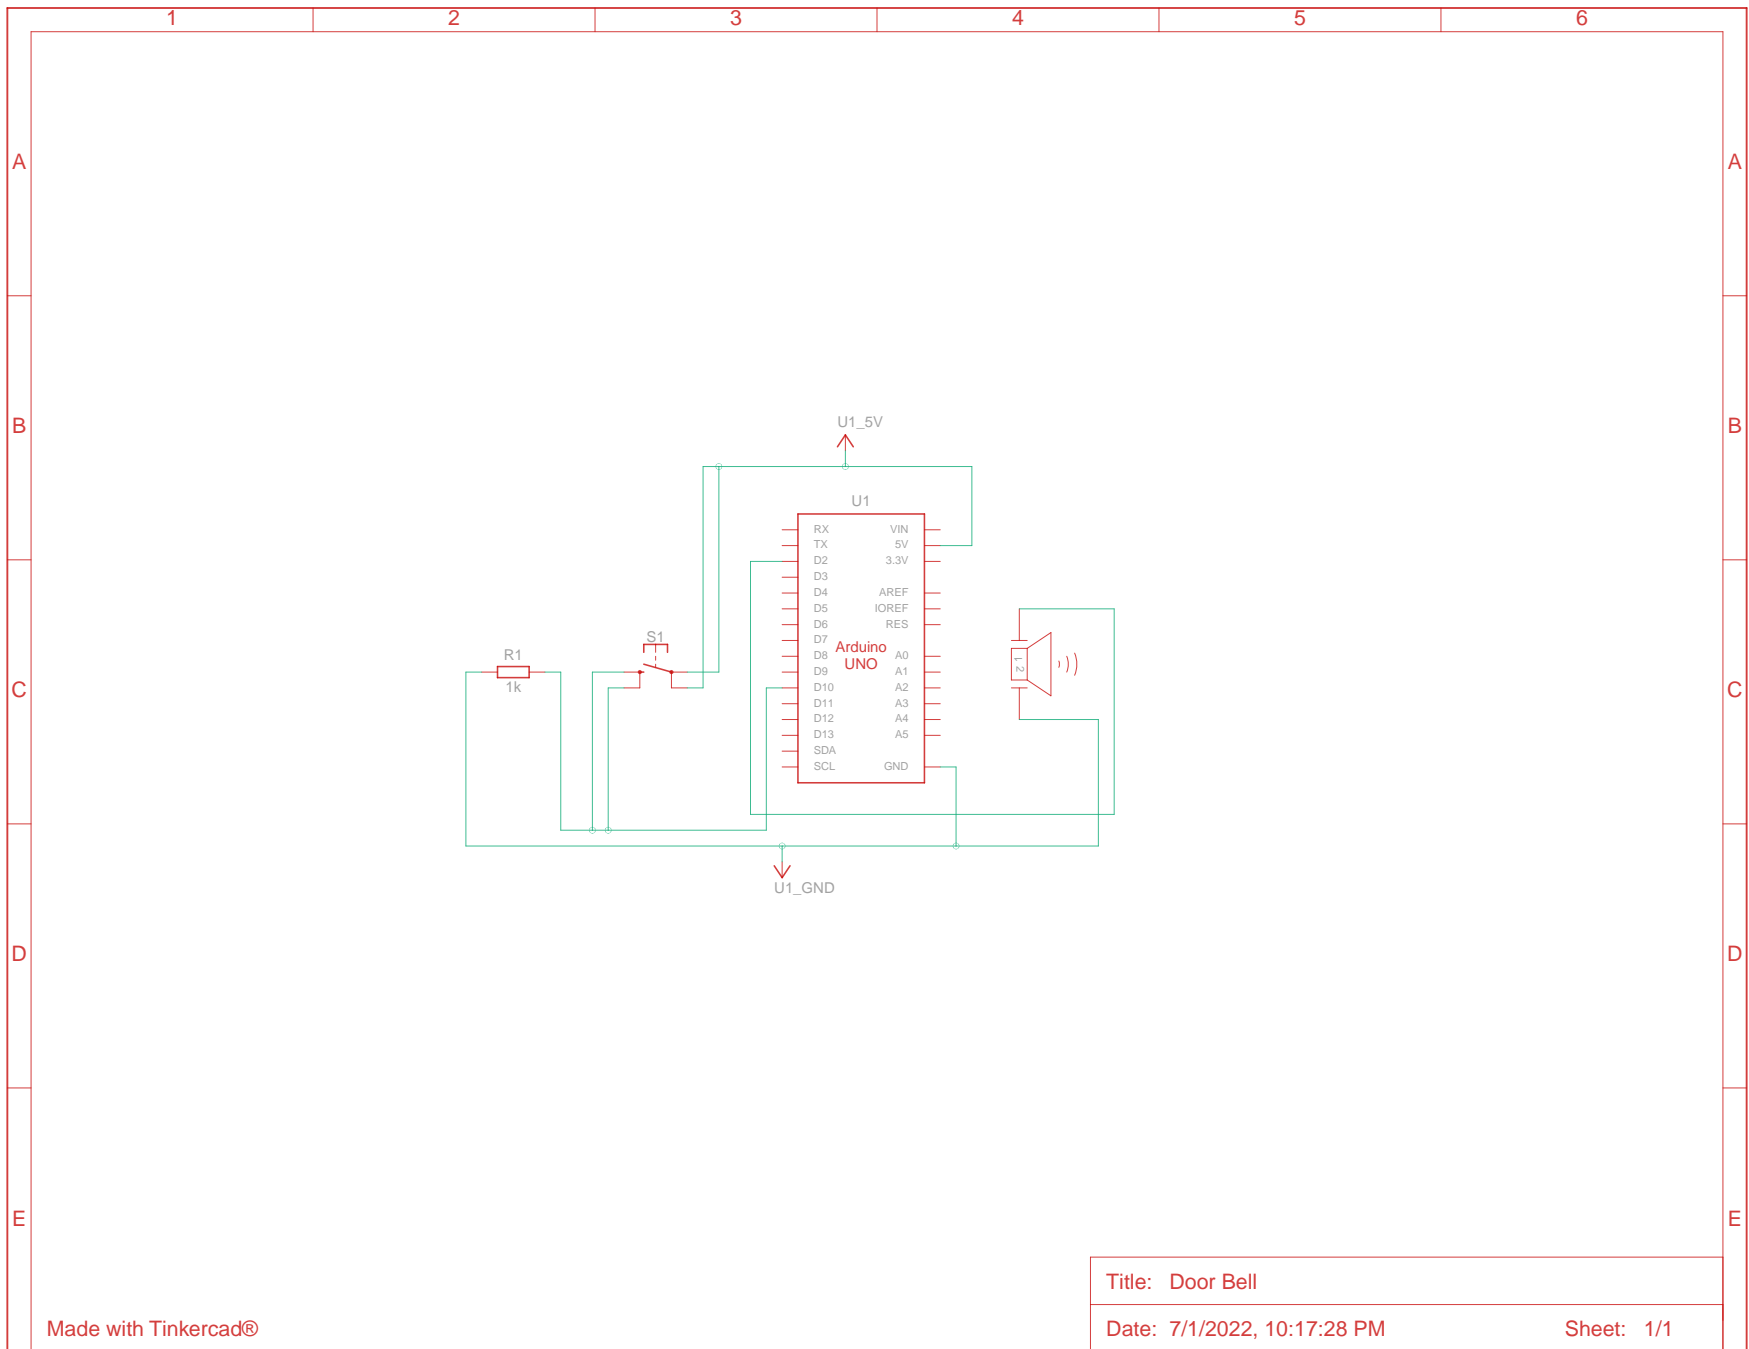 1 2 3 4 5 6
A A
B B
U1_5V
U1
RX VIN
TX 5V
D2 3.3V
D3
D4 AREF
D5 IOREF
D6 RES
D7
D8 A0
D9 A1
D10 A2
D11 A3
D12 A4
D13 A5
SDA
SCL GND
Arduino
UNO
S1
R1
1k
1 2
C C
U1_GND
D D
E E
Title: Door Bell
Made with Tinkercad®
Date: 7/1/2022, 10:17:28 PM Sheet: 1/1